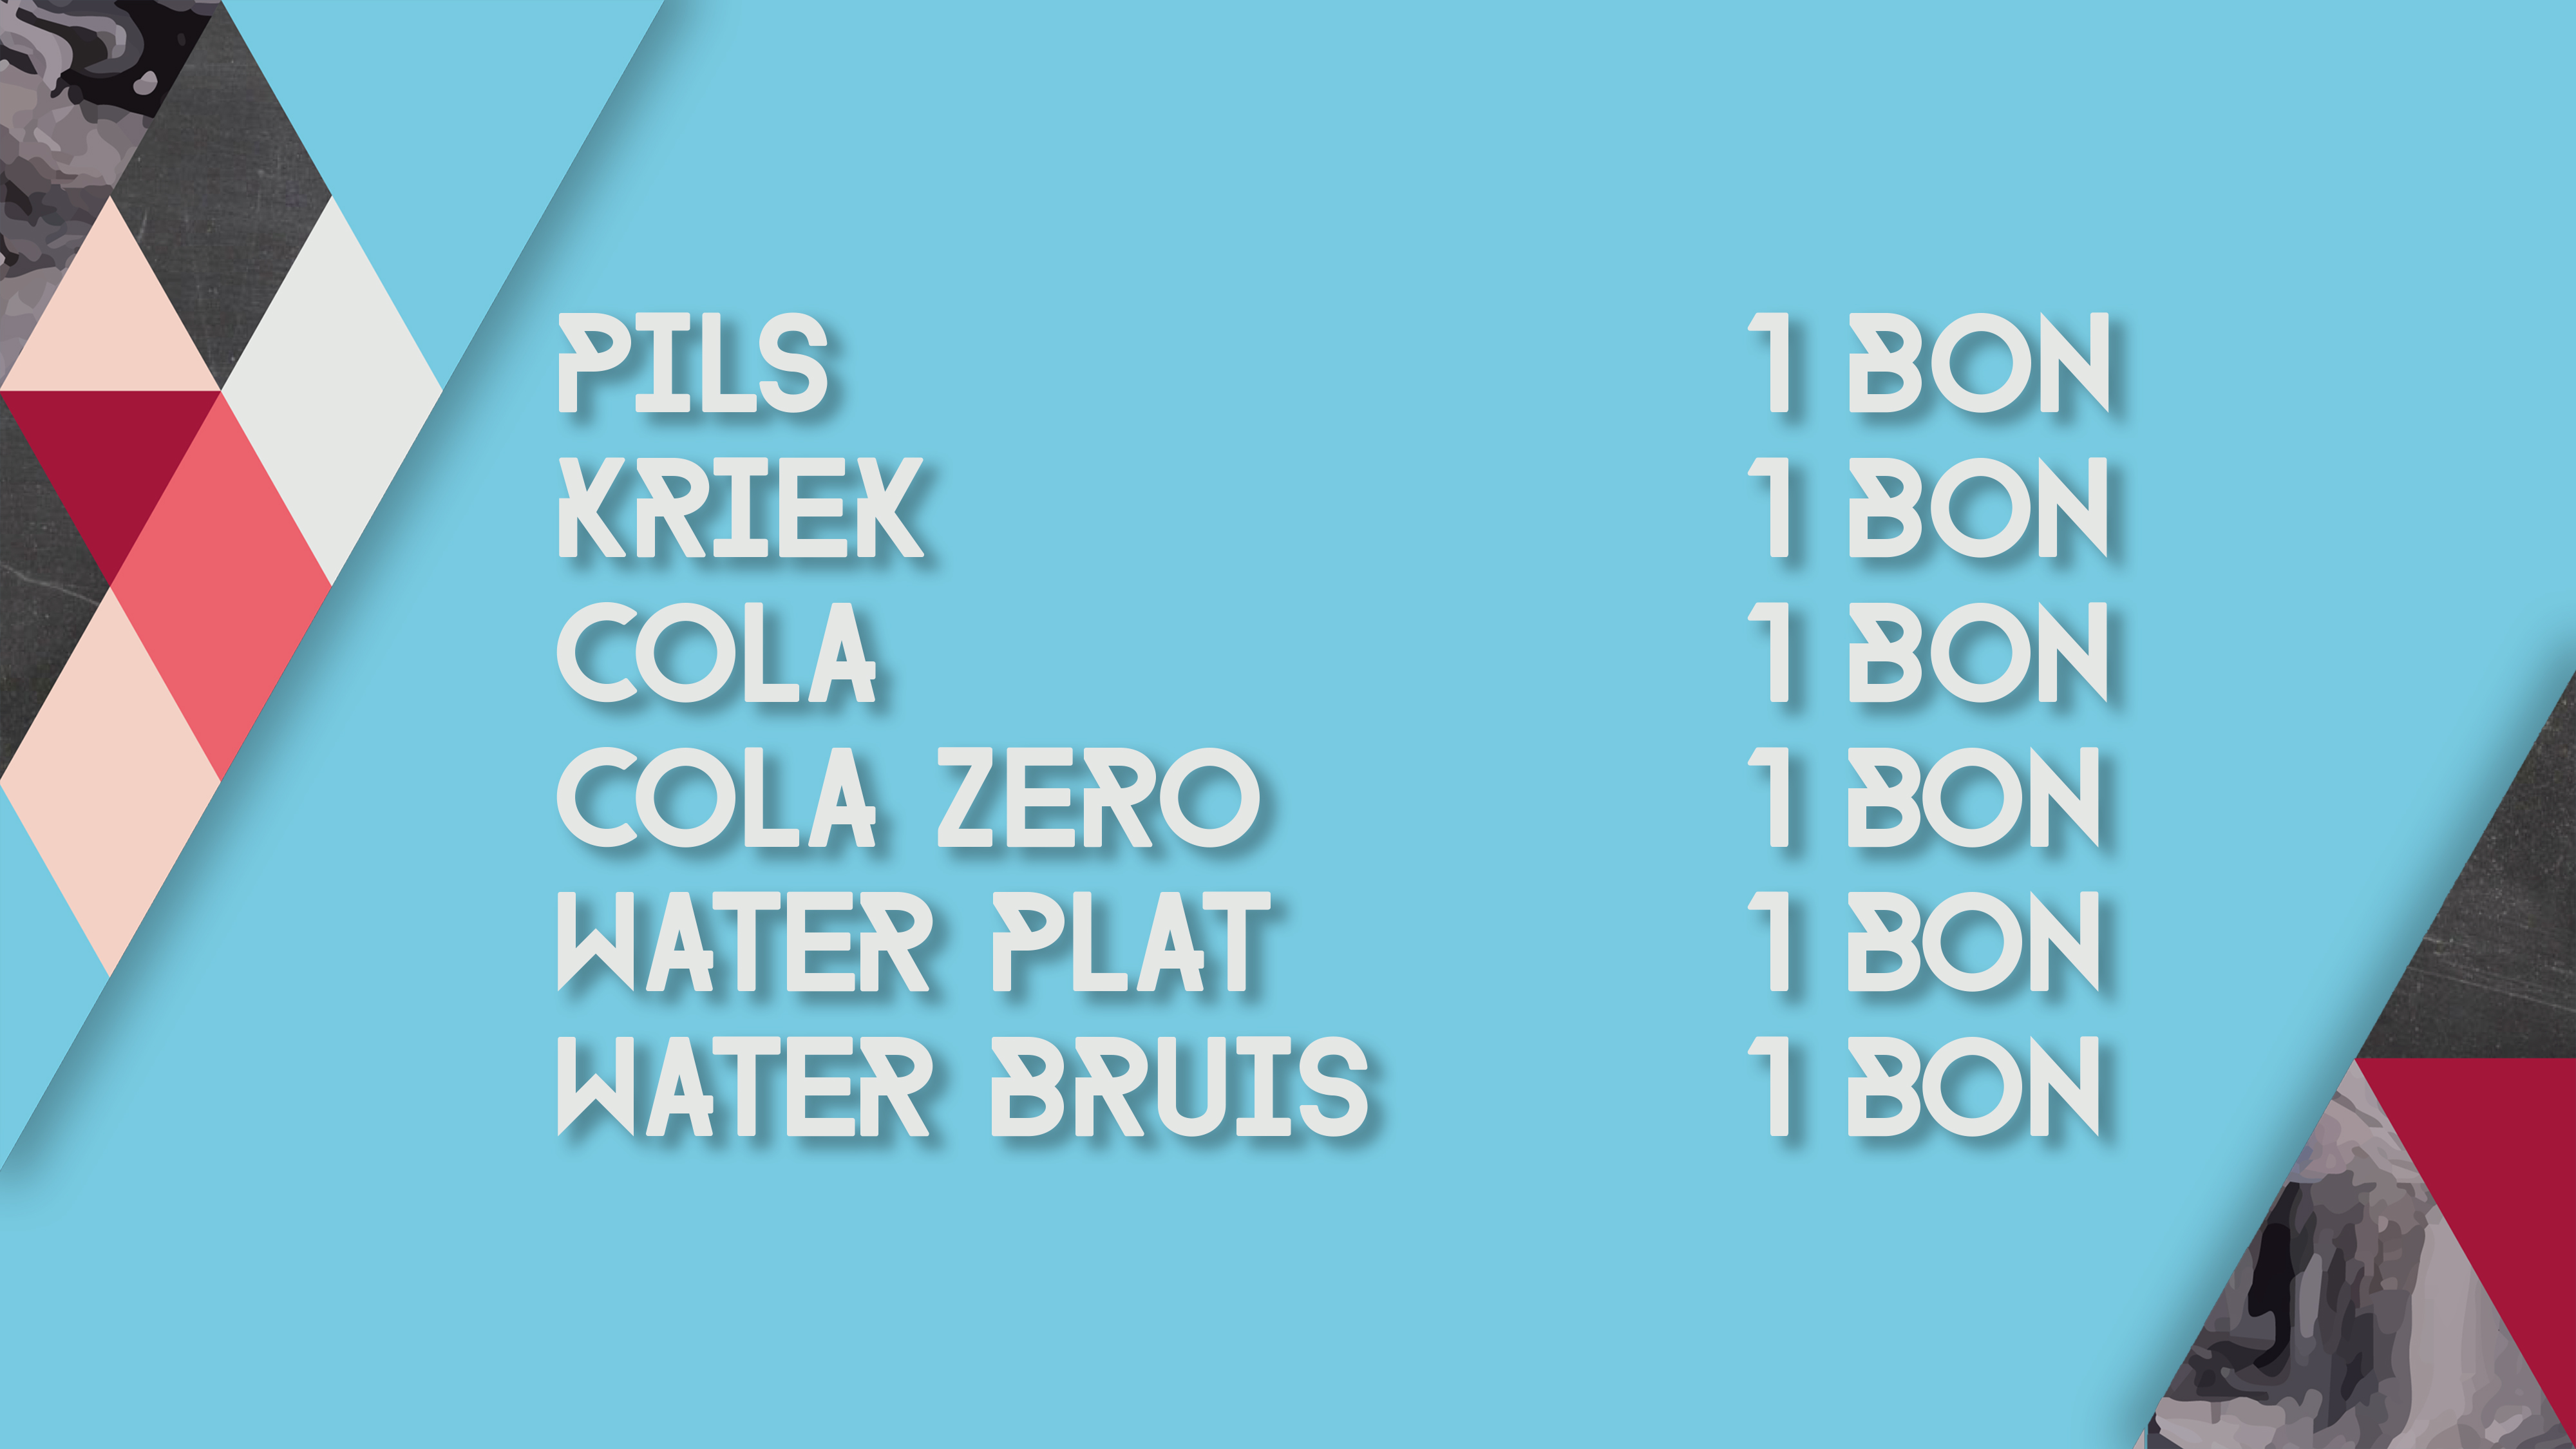 PILS 1 BON
KRIEK 1 BON
COLA 1 BON
COLA ZERO 1 BON
WATER PLAT 1 BON
WATER BRUIS 1 BON